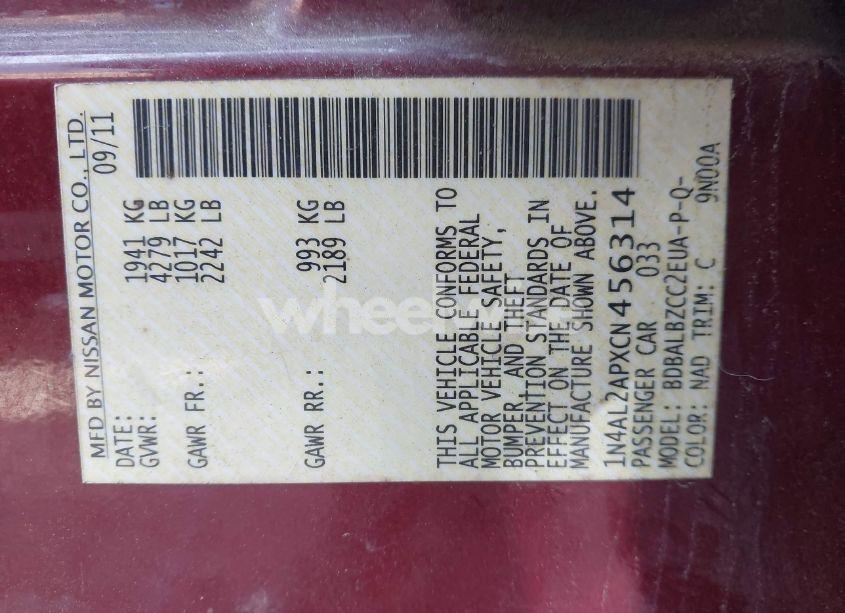 MFD BY NISSAN MOTOR CO., LTD.
DATE: 09/11
GVWR: 1941 KG
4279 LB
GAWR FR.: 1017 KG
2242 LB
GAWR RR.: 993 KG
2189 LB
THIS VEHICLE CONFORMS TO
ALL APPLICABLE FEDERAL
MOTOR VEHICLE SAFETY,
BUMPER, AND THEFT
PREVENTION STANDARDS IN
EFFECT ON THE DATE OF
MANUFACTURE SHOWN ABOVE.
1N4AL2APXCN456314
PASSENGER CAR 033
MODEL: BDBALBZCC2EUA-P-Q-
COLOR: NAD TRIM: C 9N00A